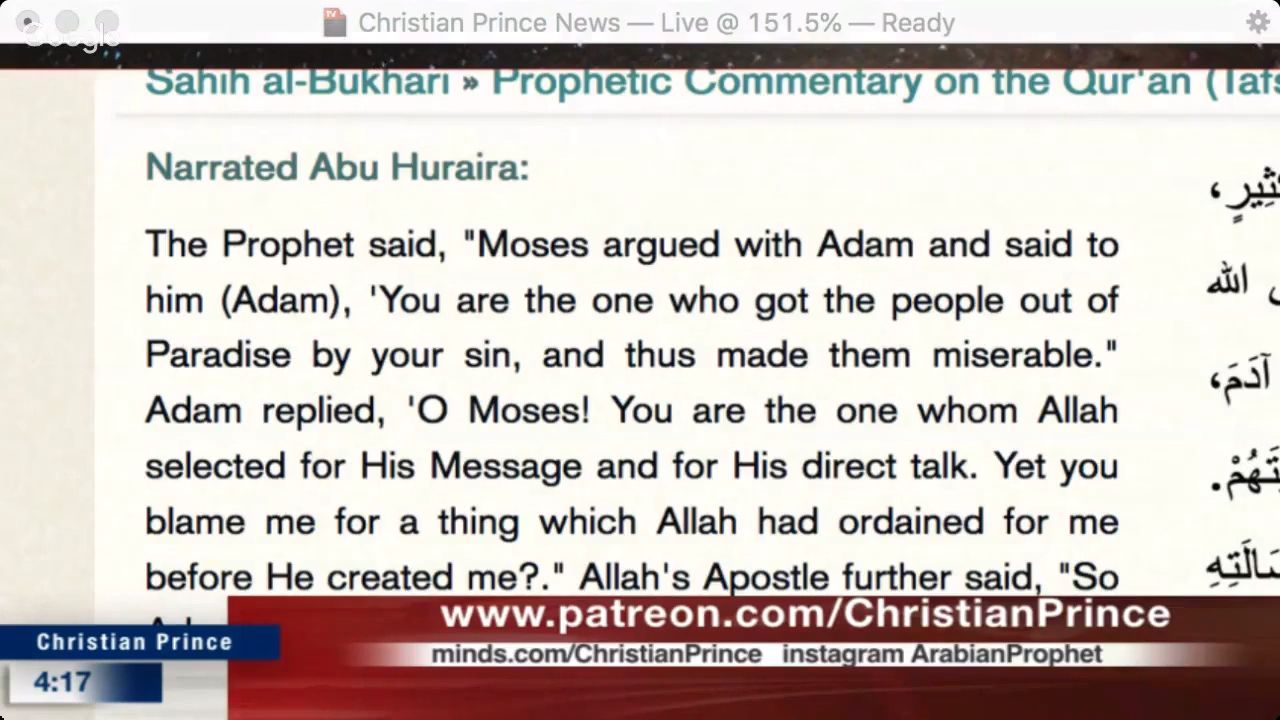 Christian Prince News — Live @ 151.5% — Ready
Google
Sahih al-Bukhari » Prophetic Commentary on the Qur'an (Tafs
Narrated Abu Huraira:
The Prophet said, "Moses argued with Adam and said to
him (Adam), 'You are the one who got the people out of
Paradise by your sin, and thus made them miserable."
Adam replied, 'O Moses! You are the one whom Allah
selected for His Message and for His direct talk. Yet you
blame me for a thing which Allah had ordained for me
before He created me?." Allah's Apostle further said, "So
الله
آدَمَ،
www.patreon.com/ChristianPrince
Christian Prince
minds.com/ChristianPrince instagram ArabianProphet
4:17